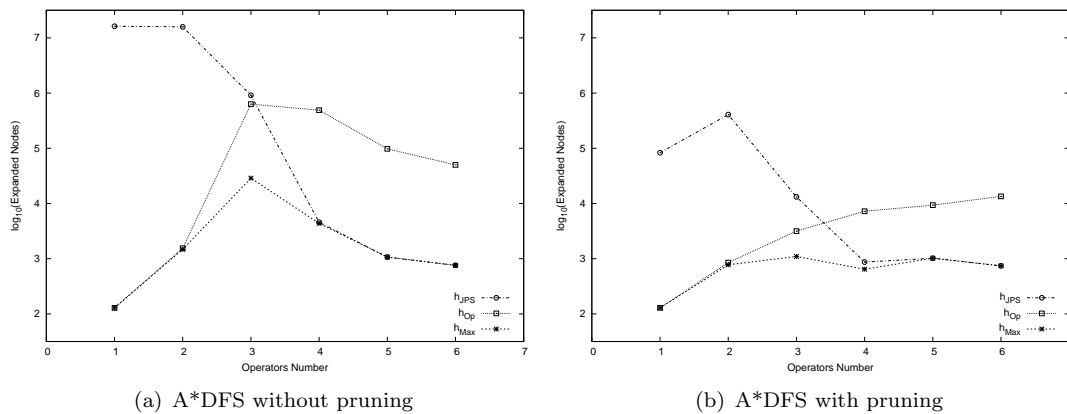 7
6
5
4
3
2
log10(Expanded Nodes)
hJPS
hOp
hMax
0 1 2 3 4 5 6 7
Operators Number
(a) A*DFS without pruning
7
6
5
4
3
2
log10(Expanded Nodes)
hJPS
hOp
hMax
0 1 2 3 4 5 6
Operators Number
(b) A*DFS with pruning